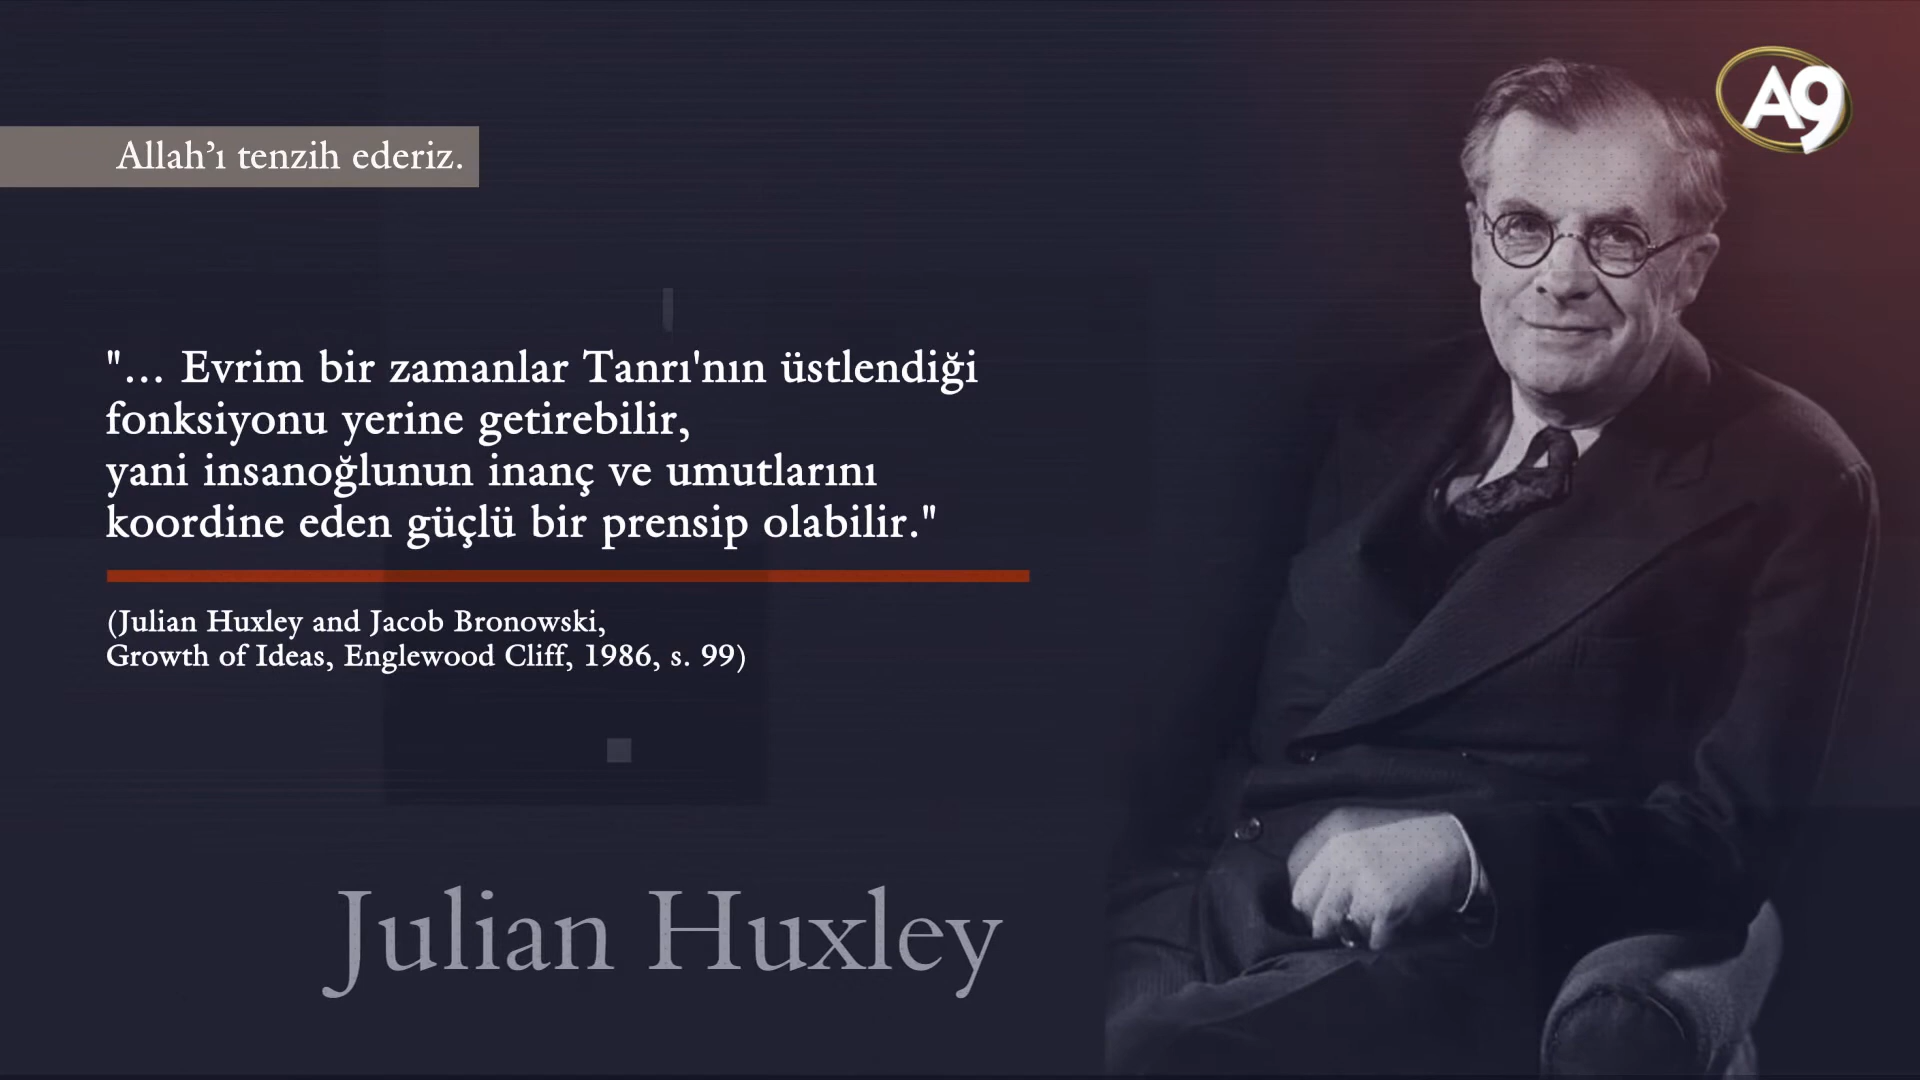 A9
Allah’ı tenzih ederiz.
"... Evrim bir zamanlar Tanrı'nın üstlendiği
fonksiyonu yerine getirebilir,
yani insanoğlunun inanç ve umutlarını
koordine eden güçlü bir prensip olabilir."
(Julian Huxley and Jacob Bronowski,
Growth of Ideas, Englewood Cliff, 1986, s. 99)
Julian Huxley